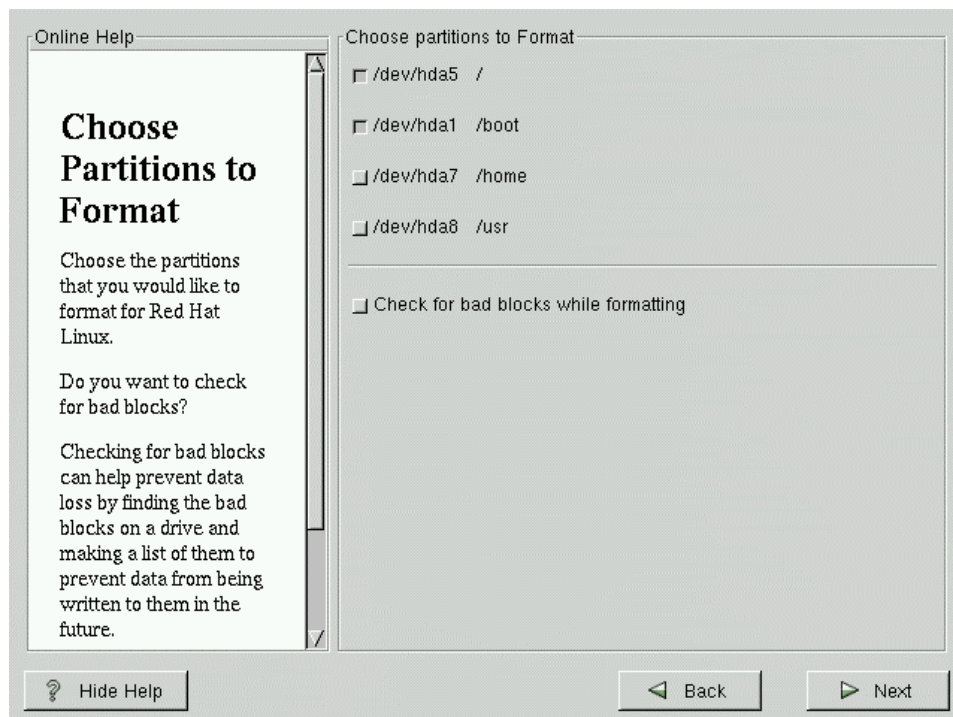 Online Help
Choose
Partitions to
Format
Choose the partitions
that you would like to
format for Red Hat
Linux.
Do you want to check
for bad blocks?
Checking for bad blocks
can help prevent data
loss by finding the bad
blocks on a drive and
making a list of them to
prevent data from being
written to them in the
future.
Choose partitions to Format
/dev/hda5 /
/dev/hda1 /boot
/dev/hda7 /home
/dev/hda8 /usr
Check for bad blocks while formatting
? Hide Help
Back
Next